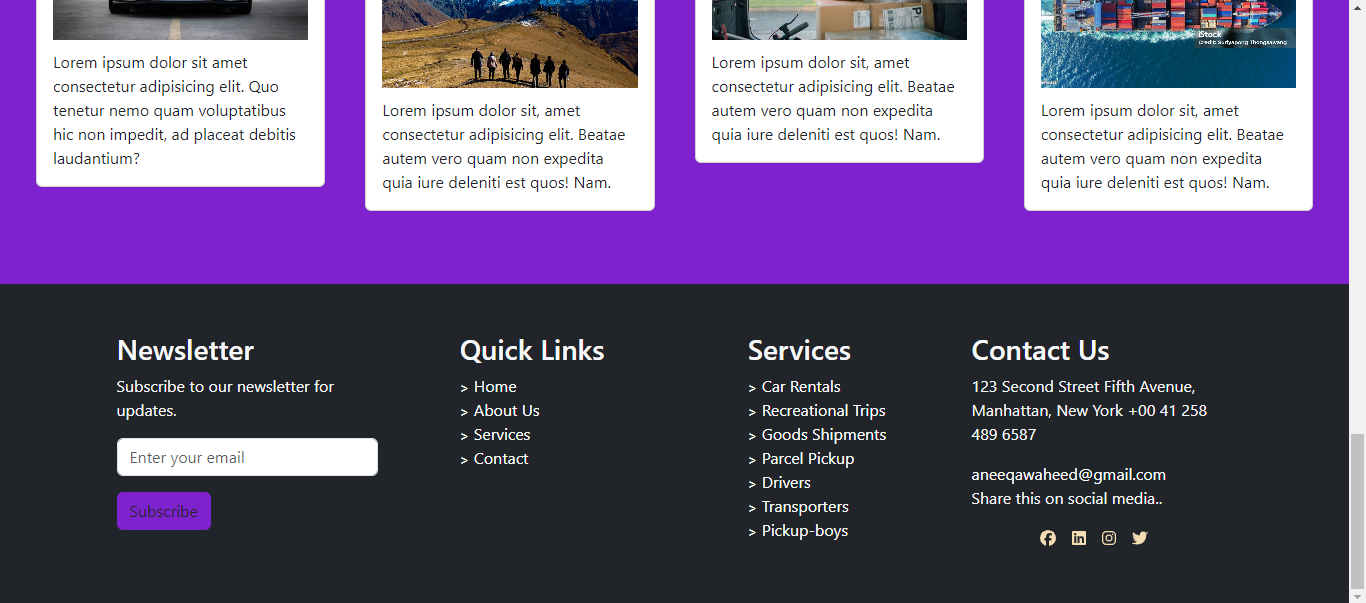 Lorem ipsum dolor sit amet
consectetur adipisicing elit. Quo
tenetur nemo quam voluptatibus
hic non impedit, ad placeat debitis
laudantium?
Lorem ipsum dolor sit, amet
consectetur adipisicing elit. Beatae
autem vero quam non expedita
quia iure deleniti est quos! Nam.
Lorem ipsum dolor sit, amet
consectetur adipisicing elit. Beatae
autem vero quam non expedita
quia iure deleniti est quos! Nam.
iStock
Credit: Suriyapong Thongsawang
Lorem ipsum dolor sit, amet
consectetur adipisicing elit. Beatae
autem vero quam non expedita
quia iure deleniti est quos! Nam.
Newsletter
Subscribe to our newsletter for
updates.
Enter your email
Subscribe
Quick Links
> Home
> About Us
> Services
> Contact
Services
> Car Rentals
> Recreational Trips
> Goods Shipments
> Parcel Pickup
> Drivers
> Transporters
> Pickup-boys
Contact Us
123 Second Street Fifth Avenue,
Manhattan, New York +00 41 258
489 6587
aneeqawaheed@gmail.com
Share this on social media..